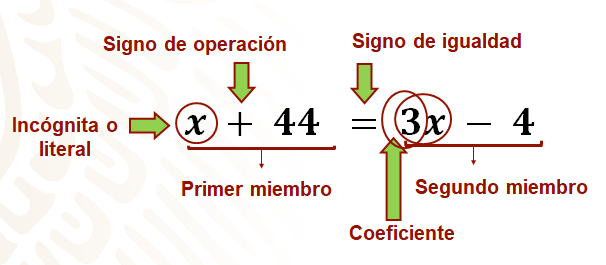 Signo de operación
Signo de igualdad
Incógnita o
literal
x + 44 = 3x − 4
Primer miembro
Segundo miembro
Coeficiente